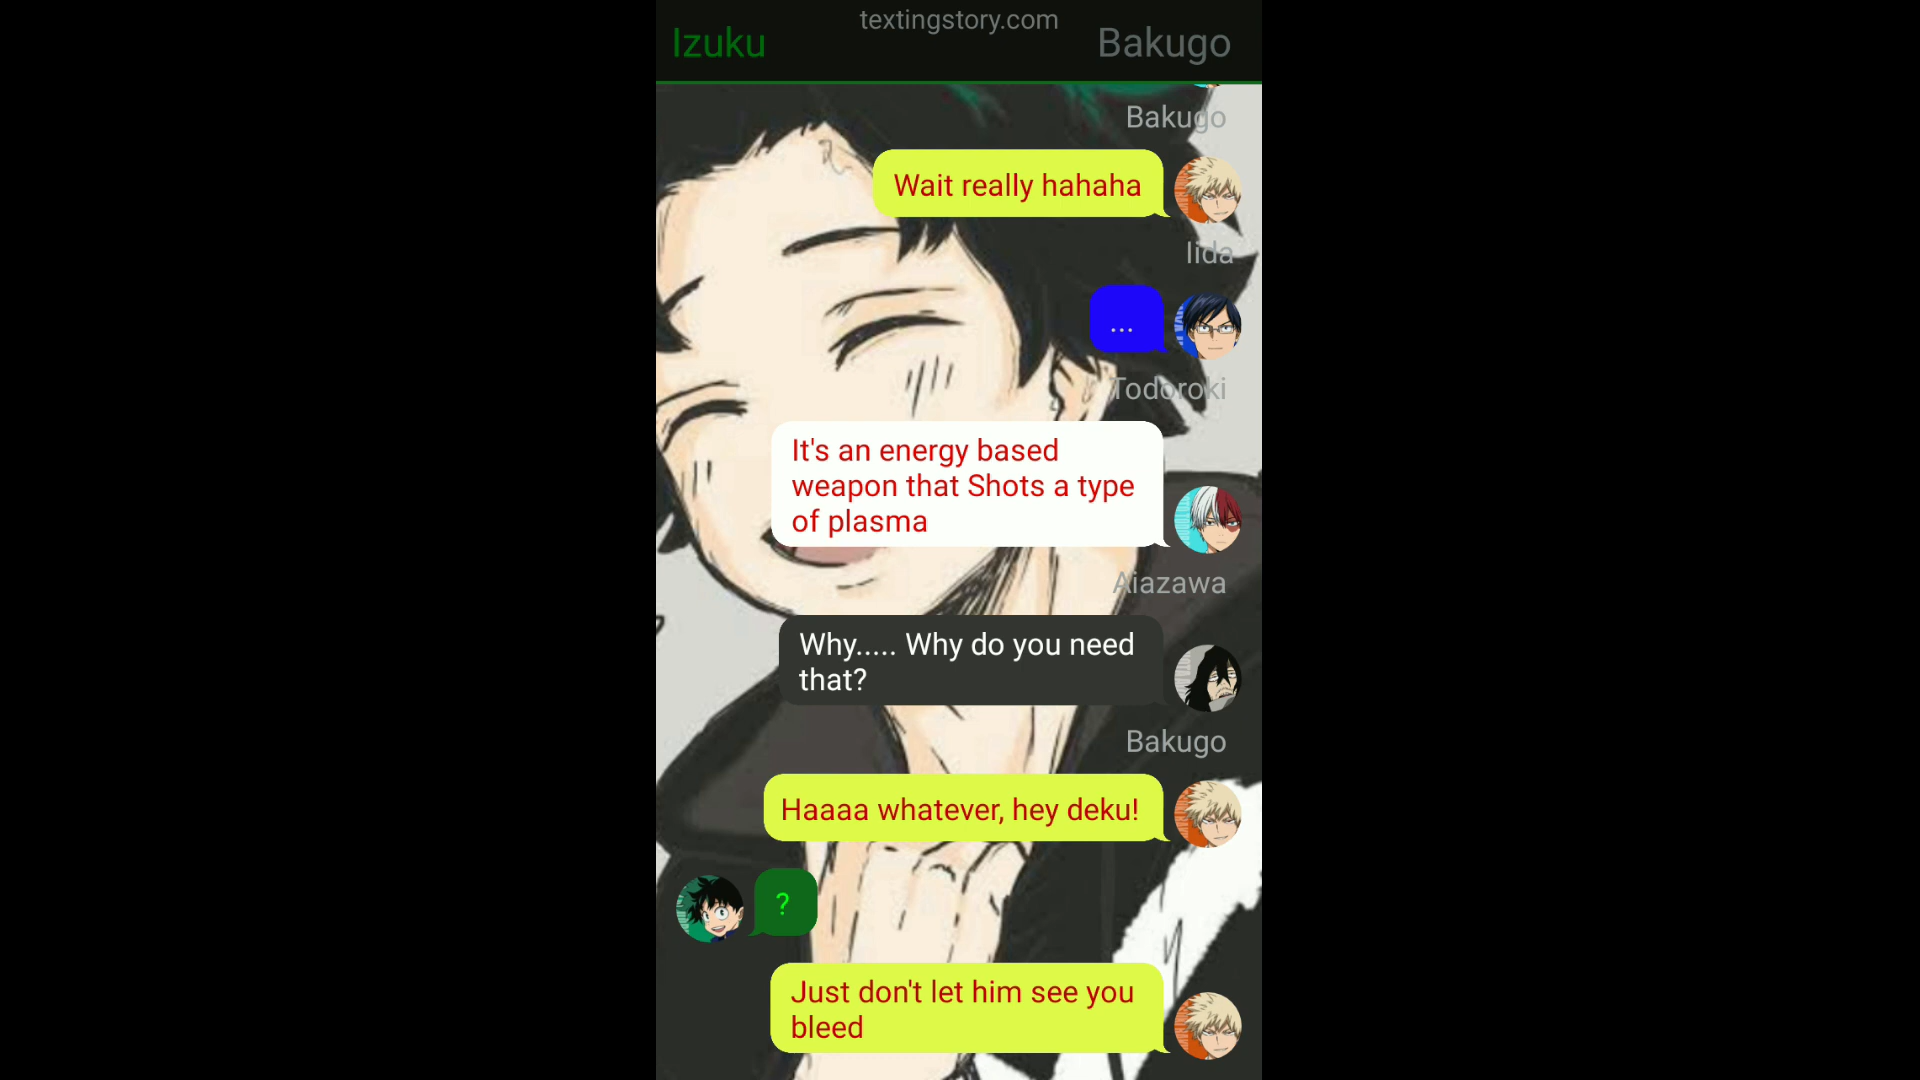 textingstory.com
Izuku
Bakugo
Bakugo
Wait really hahaha
Iida
...
Todoroki
It's an energy based
weapon that Shots a type
of plasma
Aiazawa
Why..... Why do you need
that?
Bakugo
Haaaa whatever, hey deku!
?
Just don't let him see you
bleed